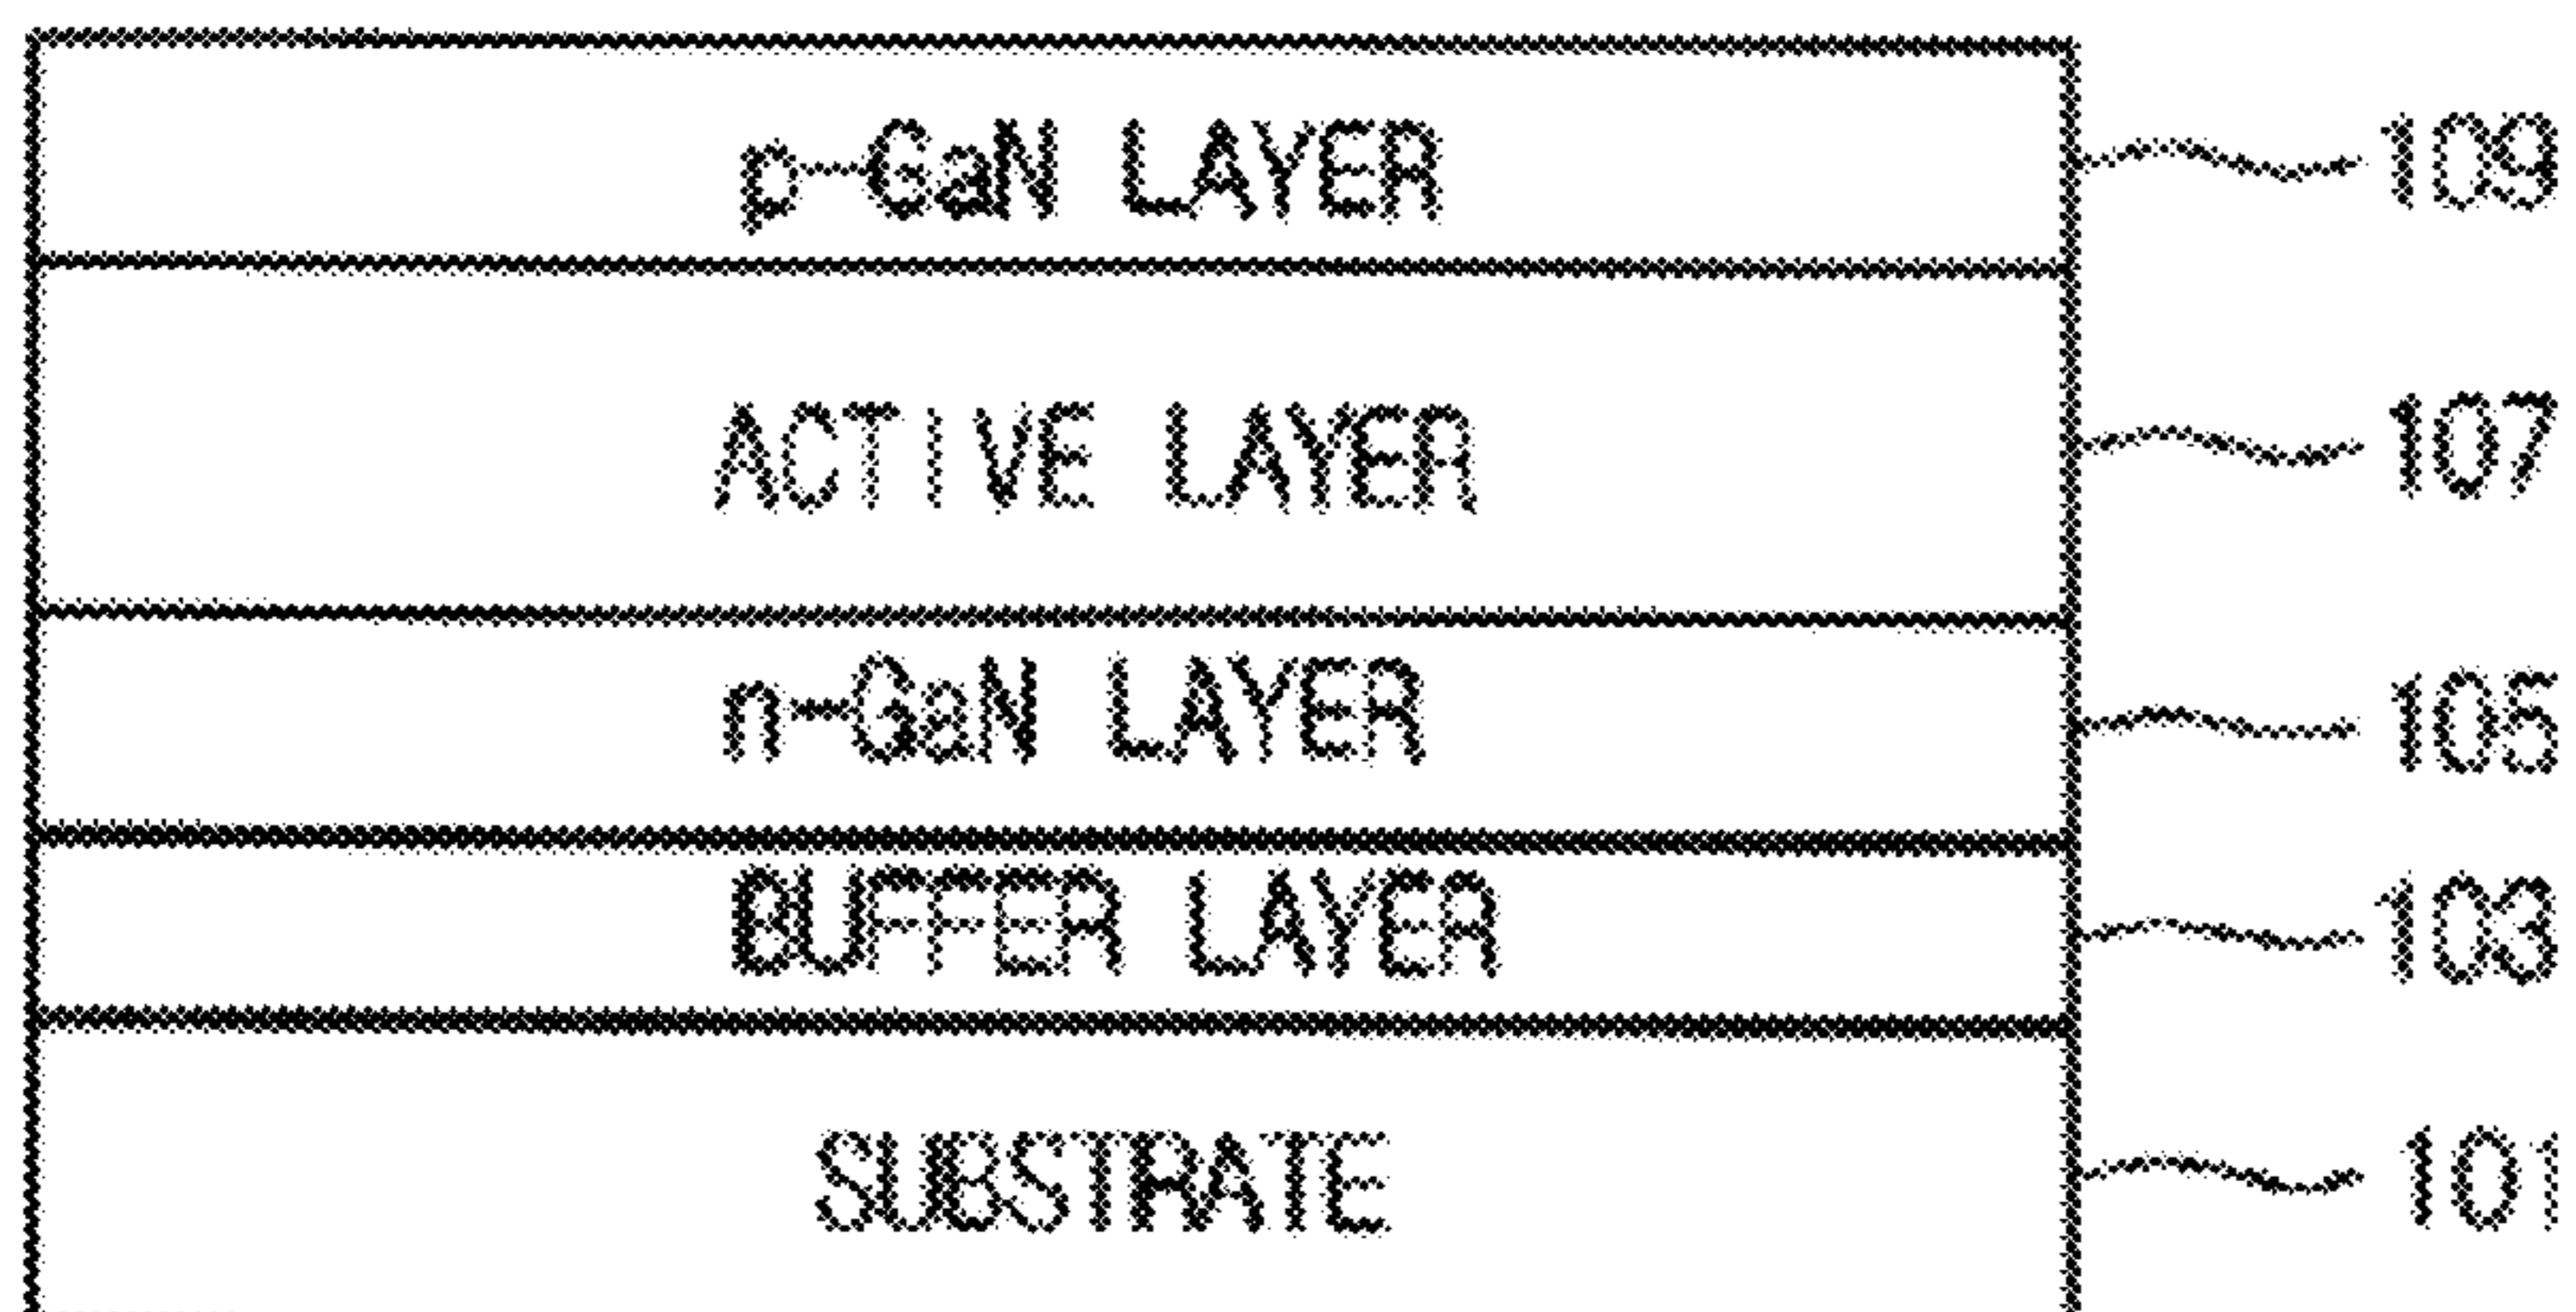 p-GaN LAYER 109
ACTIVE LAYER 107
n-GaN LAYER 105
BUFFER LAYER 103
SUBSTRATE 101